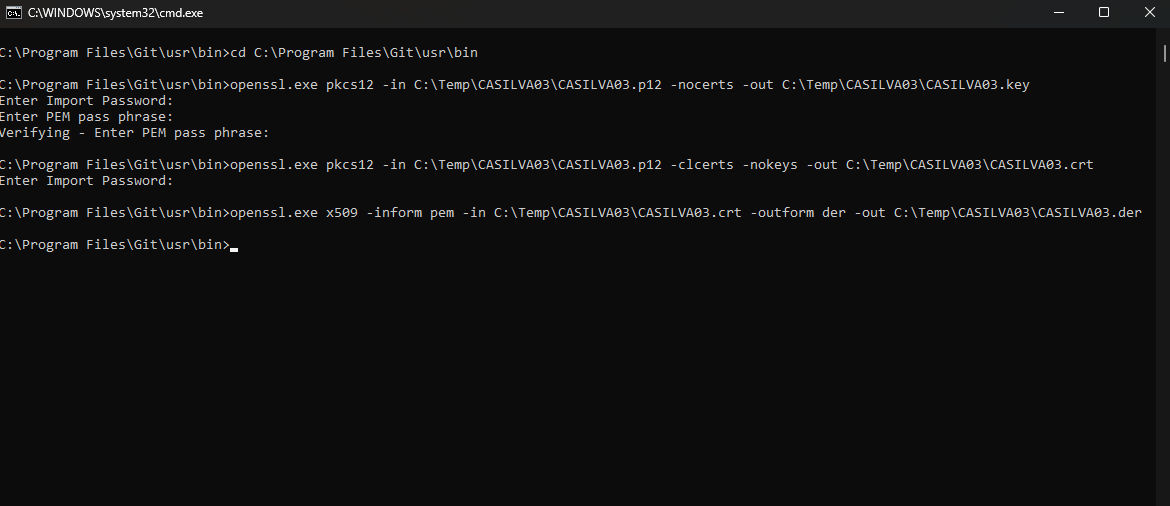 C:\WINDOWS\system32\cmd.exe
C:\Program Files\Git\usr\bin>cd C:\Program Files\Git\usr\bin
C:\Program Files\Git\usr\bin>openssl.exe pkcs12 -in C:\Temp\CASILVA03\CASILVA03.p12 -nocerts -out C:\Temp\CASILVA03\CASILVA03.key
Enter Import Password:
Enter PEM pass phrase:
Verifying - Enter PEM pass phrase:
C:\Program Files\Git\usr\bin>openssl.exe pkcs12 -in C:\Temp\CASILVA03\CASILVA03.p12 -clcerts -nokeys -out C:\Temp\CASILVA03\CASILVA03.crt
Enter Import Password:
C:\Program Files\Git\usr\bin>openssl.exe x509 -inform pem -in C:\Temp\CASILVA03\CASILVA03.crt -outform der -out C:\Temp\CASILVA03\CASILVA03.der
C:\Program Files\Git\usr\bin>